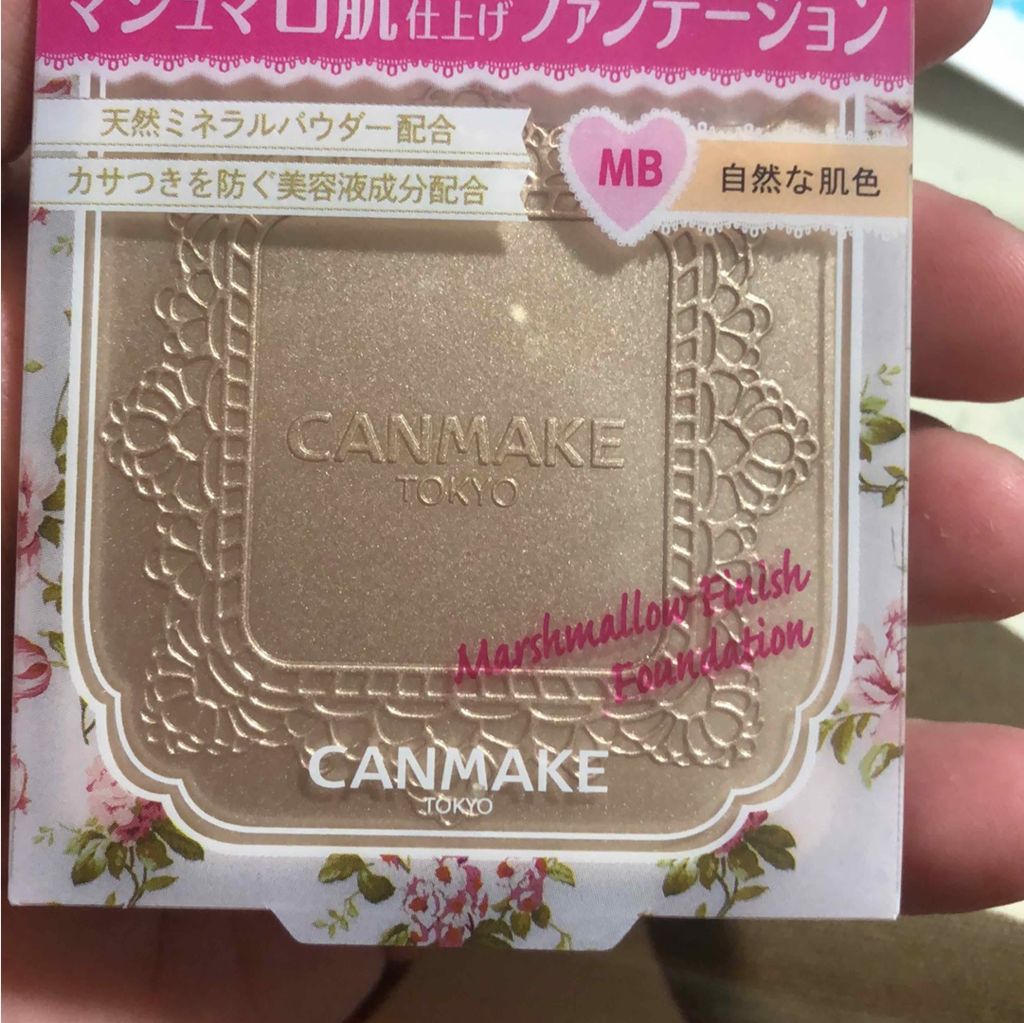 マシュマロ肌仕上げファンデーション
天然ミネラルパウダー配合
カサつきを防ぐ美容液成分配合
MB
自然な肌色
CANMAKE
TOKYO
Marshmallow Finish
Foundation
CANMAKE
TOKYO